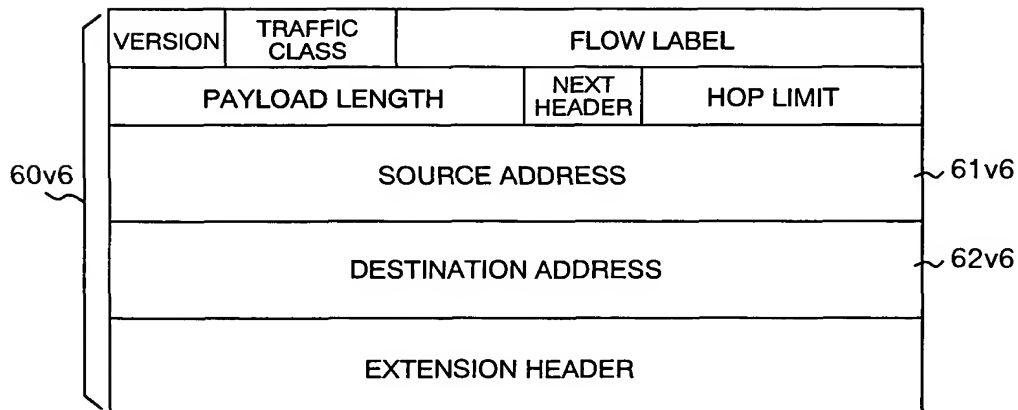 VERSION TRAFFIC CLASS FLOW LABEL
PAYLOAD LENGTH NEXT HEADER HOP LIMIT
60v6 SOURCE ADDRESS 61v6
DESTINATION ADDRESS 62v6
EXTENSION HEADER